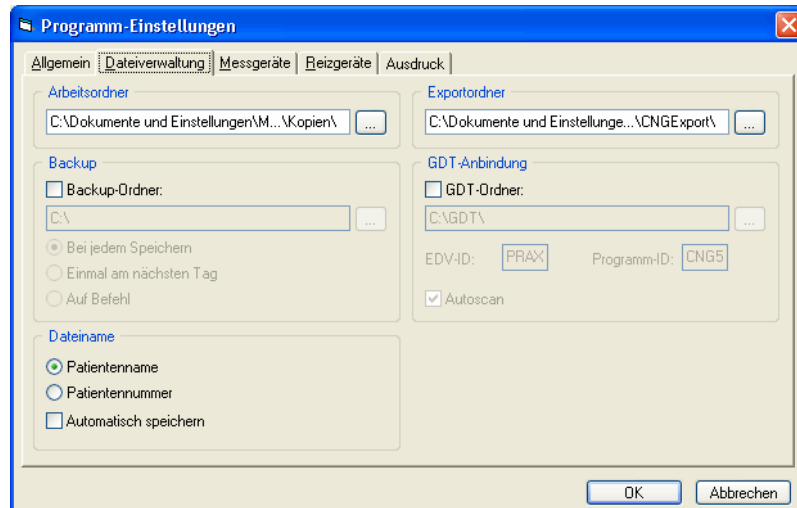 Programm-Einstellungen
Allgemein Dateiverwaltung Messgeräte Reizgeräte Ausdruck
Arbeitsordner
C:\Dokumente und Einstellungen\M...\Kopien\ ...
Exportordner
C:\Dokumente und Einstellunge...\CNGExport\ ...
Backup
Backup-Ordner:
C:\ ...
Bei jedem Speichern
Einmal am nächsten Tag
Auf Befehl
GDT-Anbindung
GDT-Ordner:
C:\GDT\ ...
EDV-ID: PRAX Programm-ID: CNG5
Autoscan
Dateiname
Patientenname
Patientennummer
Automatisch speichern
OK Abbrechen